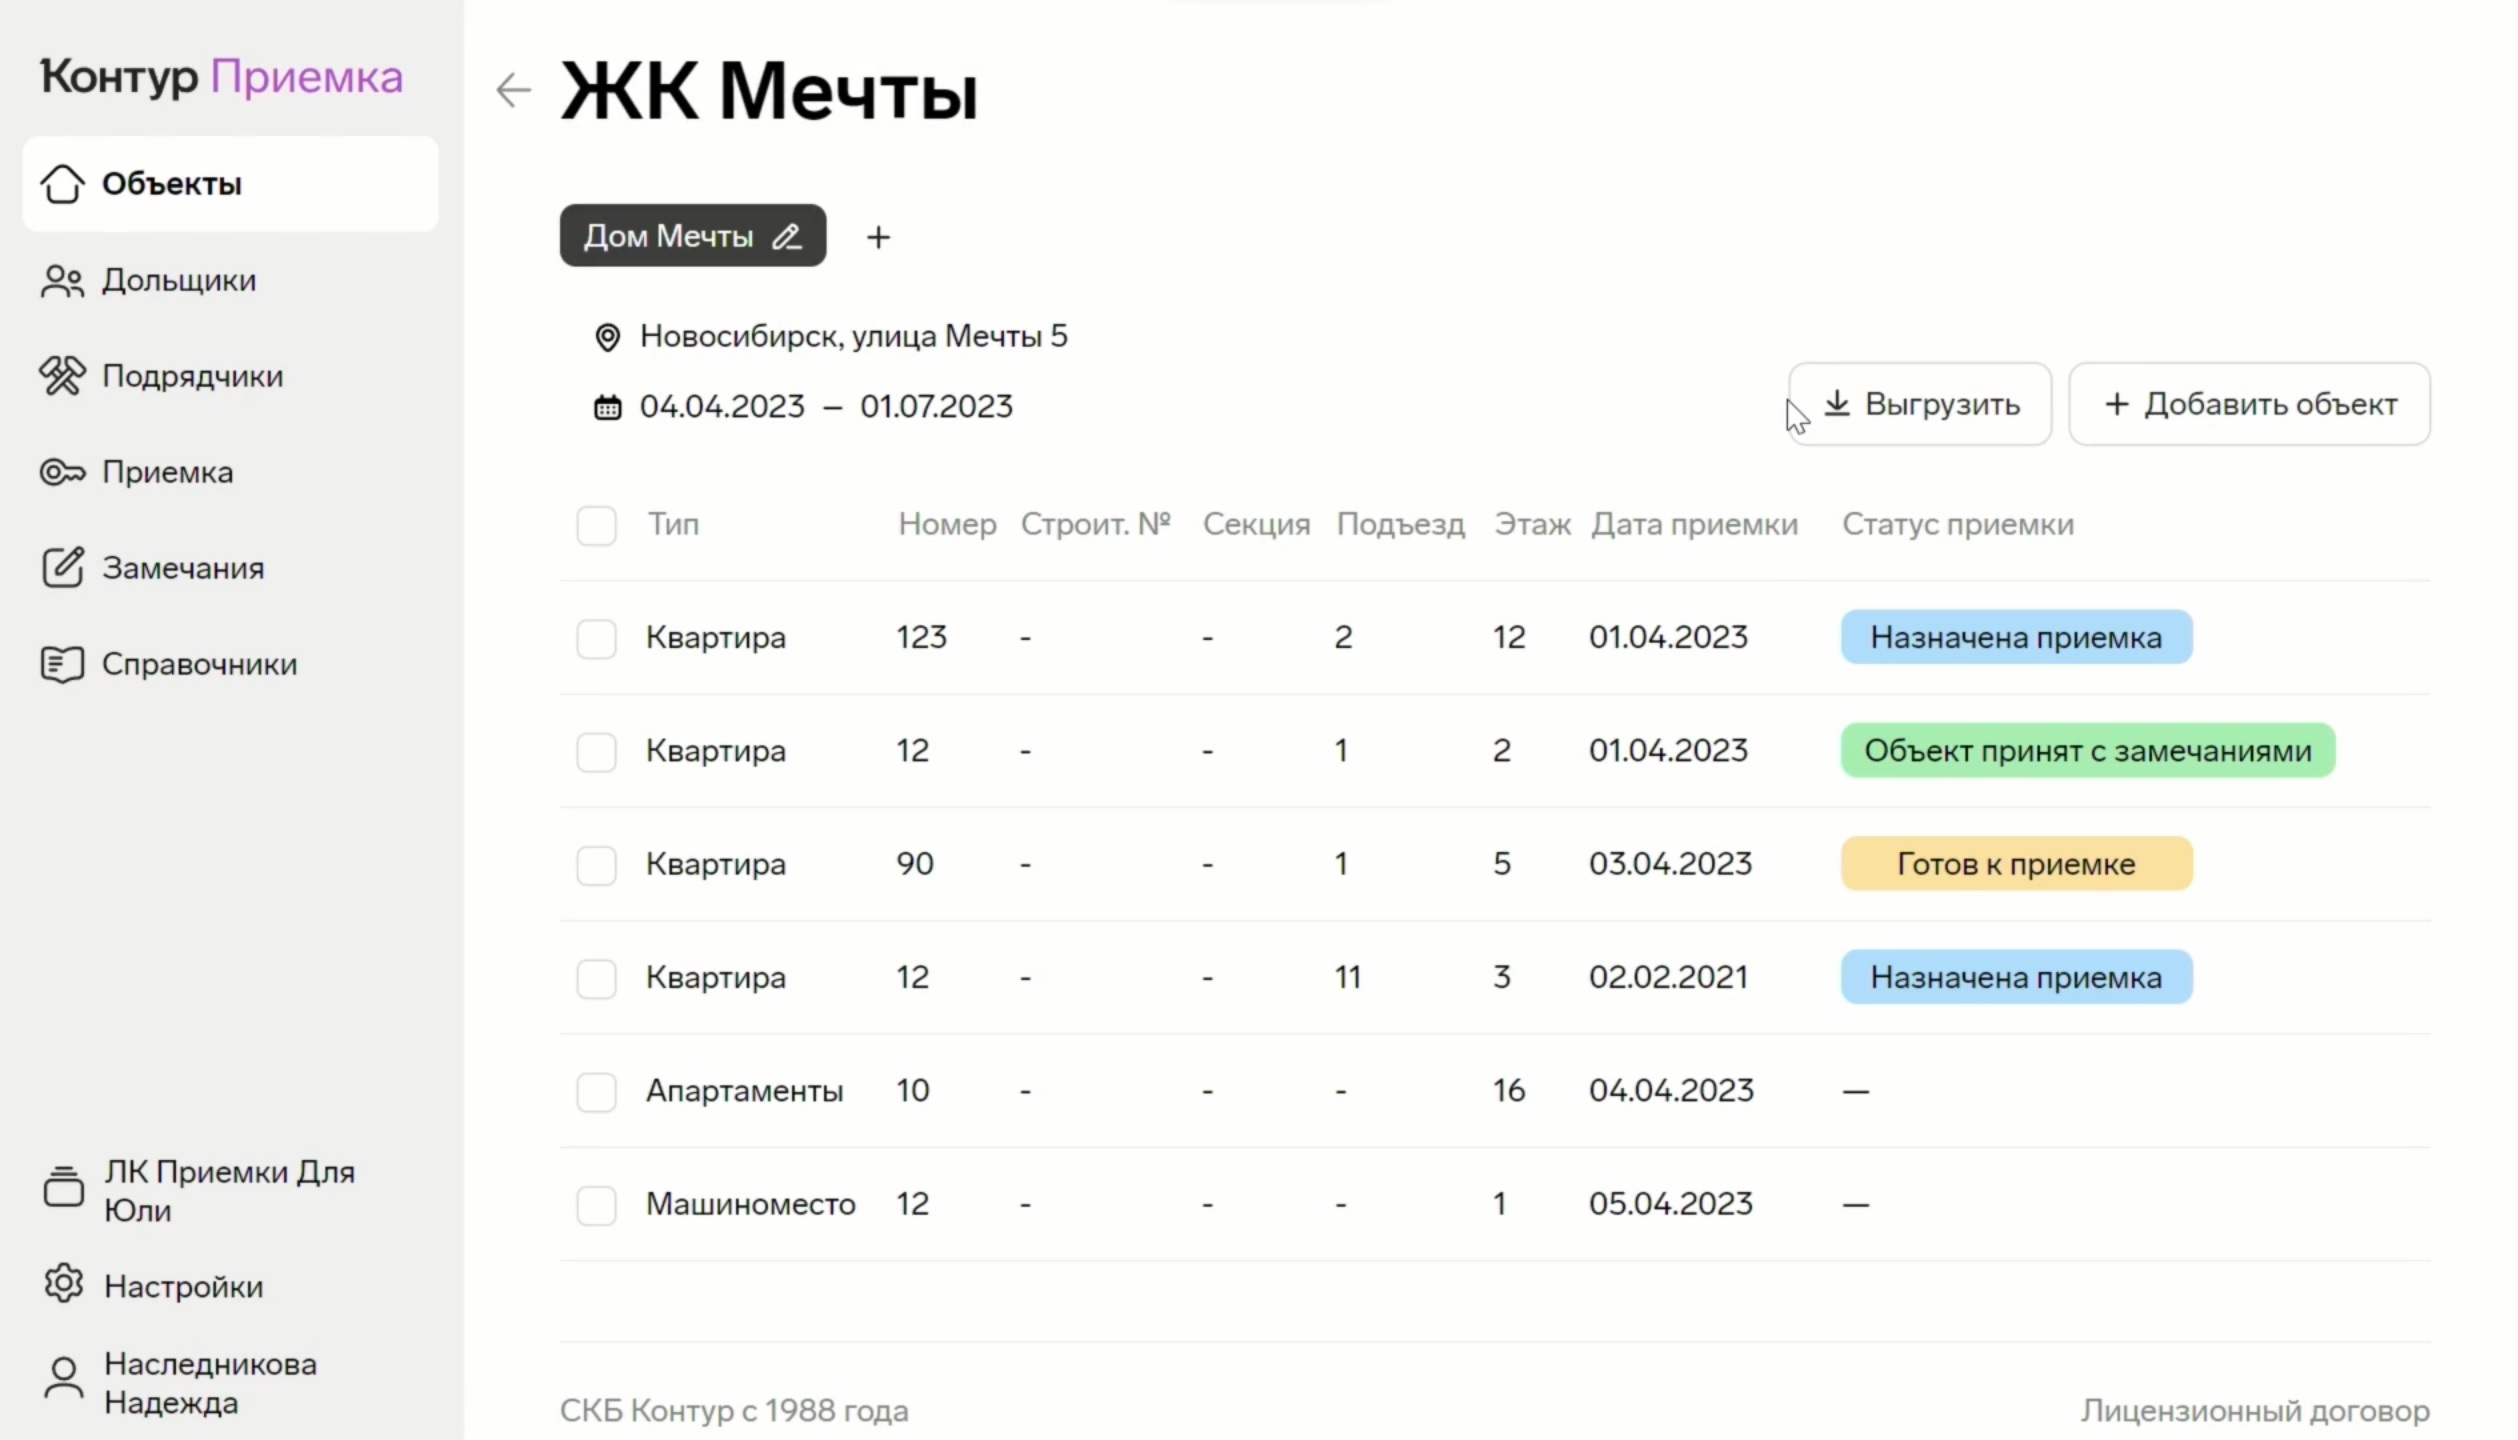 Контур Приемка
Объекты
Дольщики
Подрядчики
Приемка
Замечания
Справочники
ЛК Приемки Для
Юли
Настройки
Наследникова
Надежда
ЖК Мечты
Дом Мечты
Новосибирск, улица Мечты 5
04.04.2023 – 01.07.2023
Выгрузить
+ Добавить объект
Тип Номер Строит. № Секция Подъезд Этаж Дата приемки Статус приемки
Квартира 123 - - 2 12 01.04.2023 Назначена приемка
Квартира 12 - - 1 2 01.04.2023 Объект принят с замечаниями
Квартира 90 - - 1 5 03.04.2023 Готов к приемке
Квартира 12 - - 11 3 02.02.2021 Назначена приемка
Апартаменты 10 - - - 16 04.04.2023 —
Машиноместо 12 - - - 1 05.04.2023 —
СКБ Контур с 1988 года
Лицензионный договор